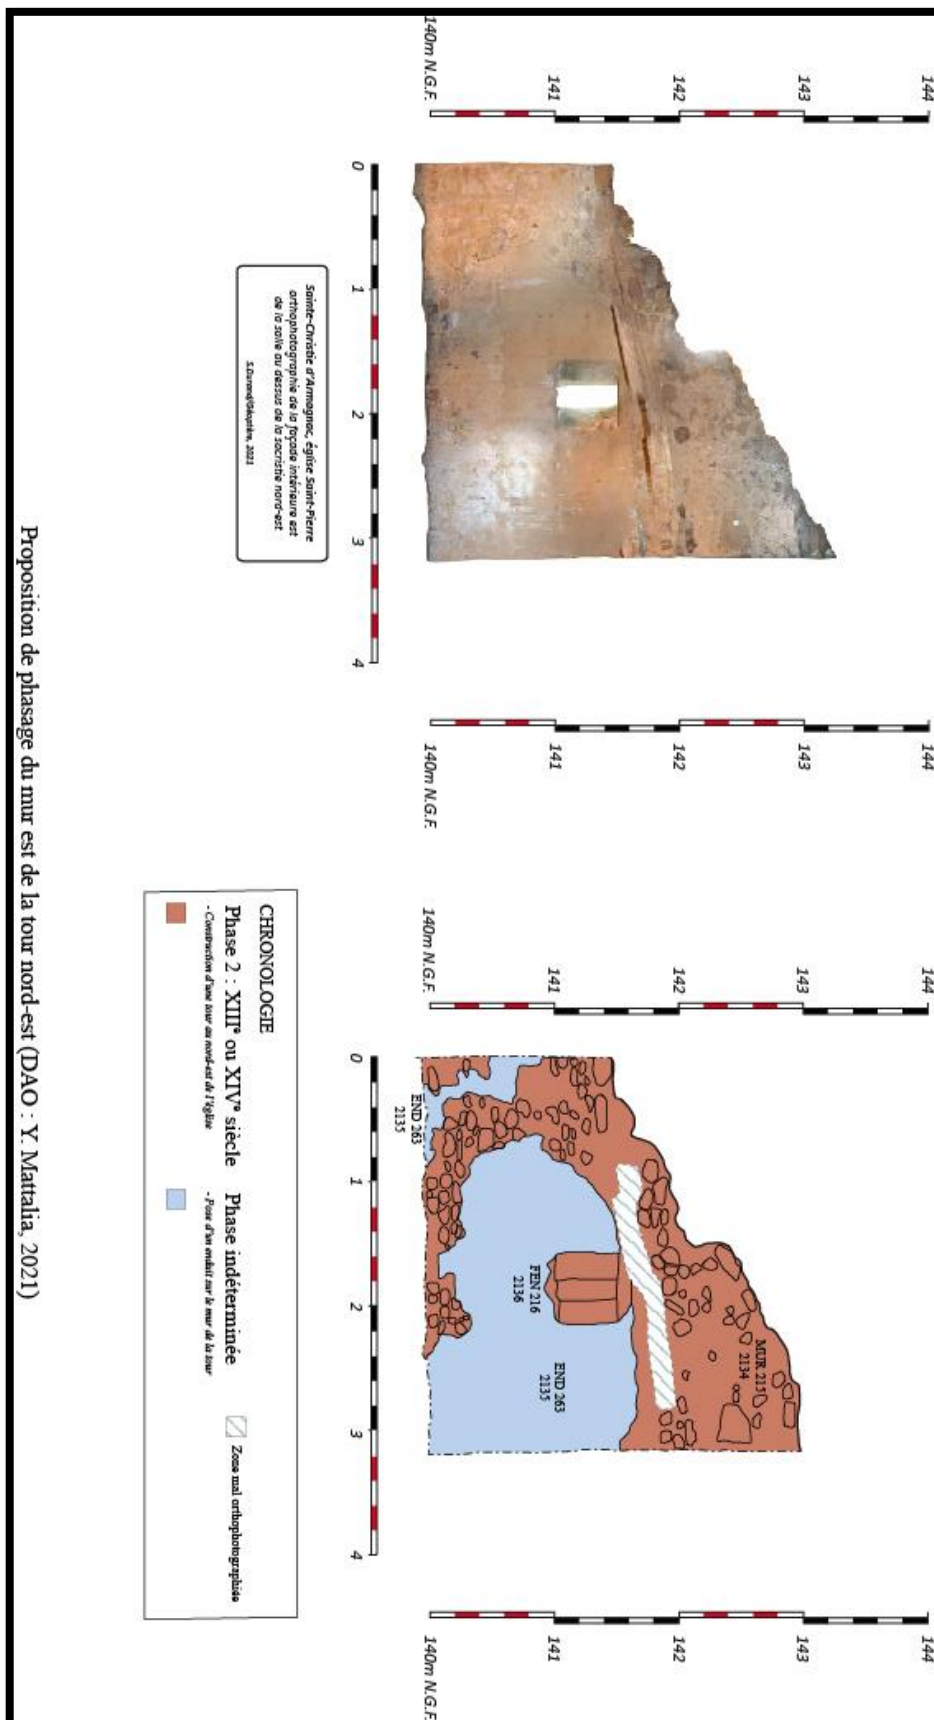 144
143
142
141
140m N.G.F.
0
1
2
3
4
Sainte-Christie d'Armagnac, église Saint-Pierre
orthophotographie de la façade intérieure est
de la salle au dessus de la sacristie nord-est
S.Durand/Géoptère, 2021
144
143
142
141
140m N.G.F.
144
143
142
141
140m N.G.F.
MUR 215
2134
FEN 216
2136
END 263
2135
END 263
2135
0
1
2
3
4
144
143
142
141
140m N.G.F.
CHRONOLOGIE
Phase 2 : XIIIe ou XIVe siècle
- Construction d'une tour au nord-est de l'église
Phase indéterminée
- Pose d'un enduit sur le mur de la tour
Zone mal orthophotographiée
Proposition de phasage du mur est de la tour nord-est (DAO : Y. Mattalia, 2021)